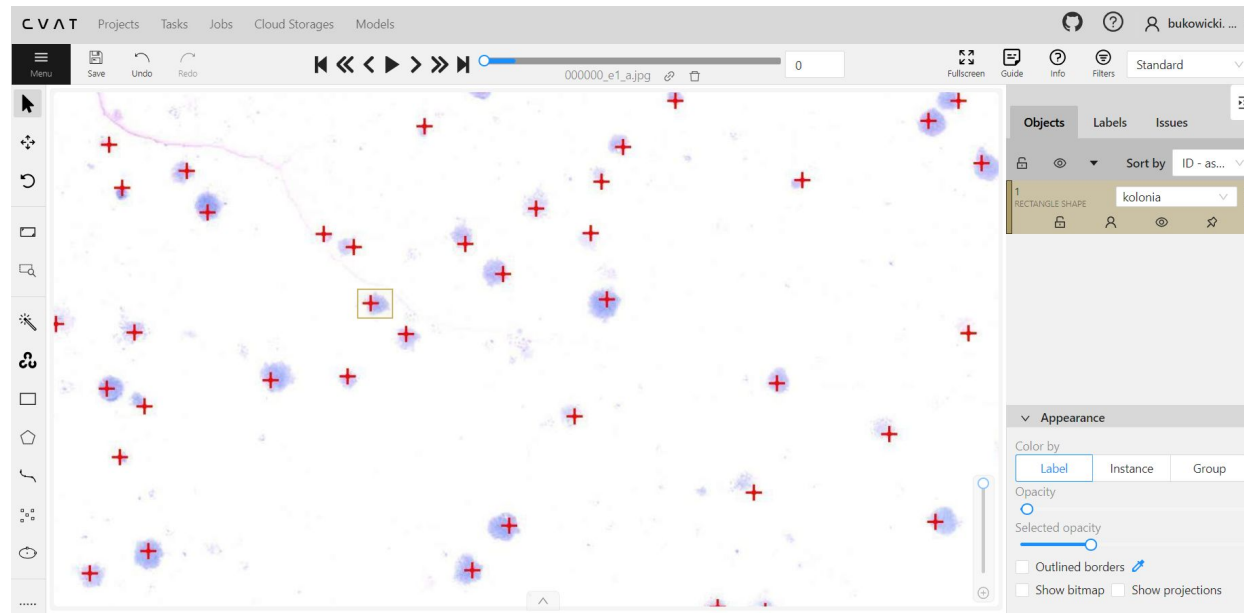 CVAT Projects Tasks Jobs Cloud Storages Models bukowicki. ...
Menu Save Undo Redo 000000_e1_a.jpg 0 Fullscreen Guide Info Filters Standard
Objects Labels Issues
Sort by ID - as...
1
RECTANGLE SHAPE kolonia
Appearance
Color by
Label Instance Group
Opacity
Selected opacity
Outlined borders
Show bitmap Show projections